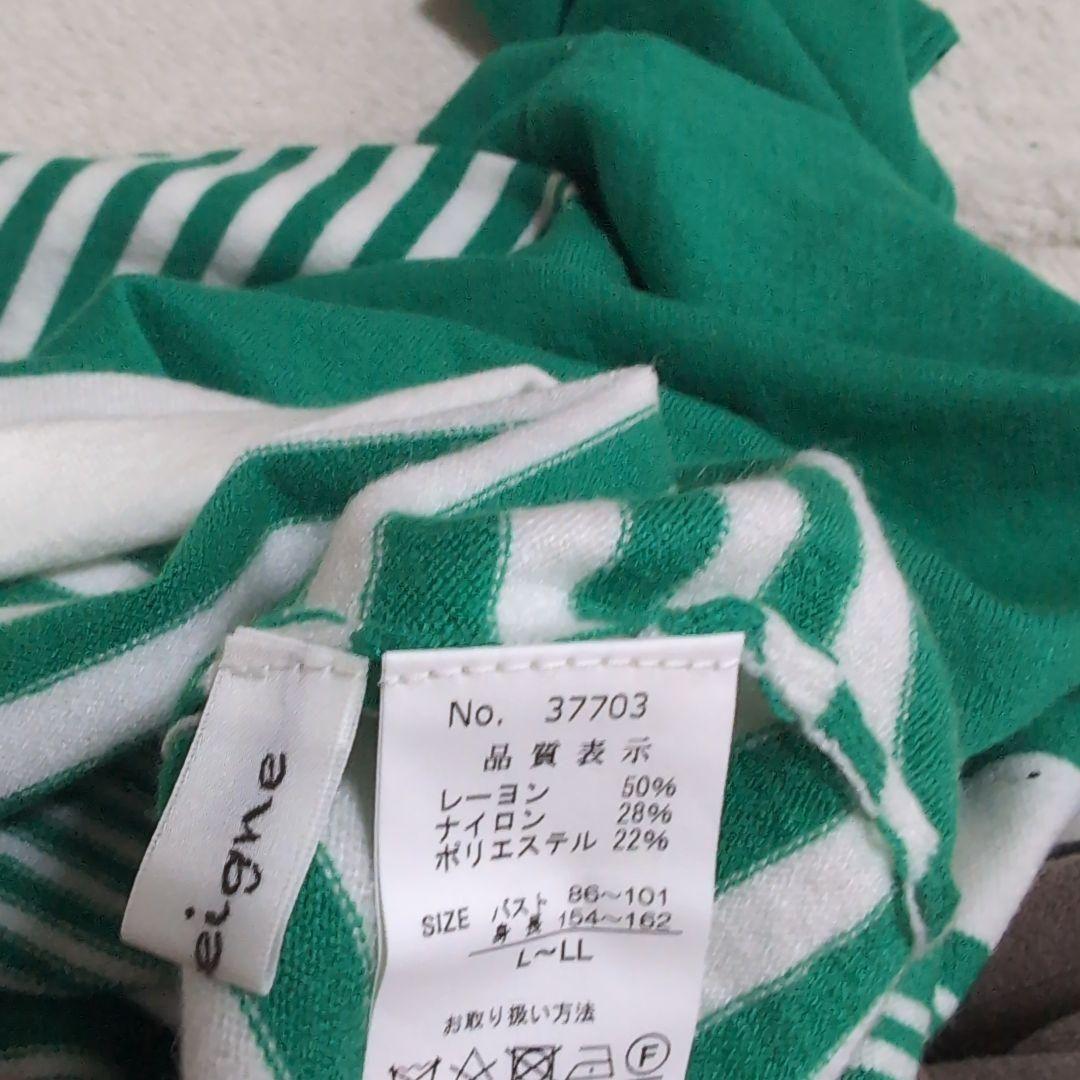 eigne
No. 37703
品質表示
レーヨン 50%
ナイロン 28%
ポリエステル 22%
SIZE バスト 86~101
身長 154~162
L~LL
お取り扱い方法
F